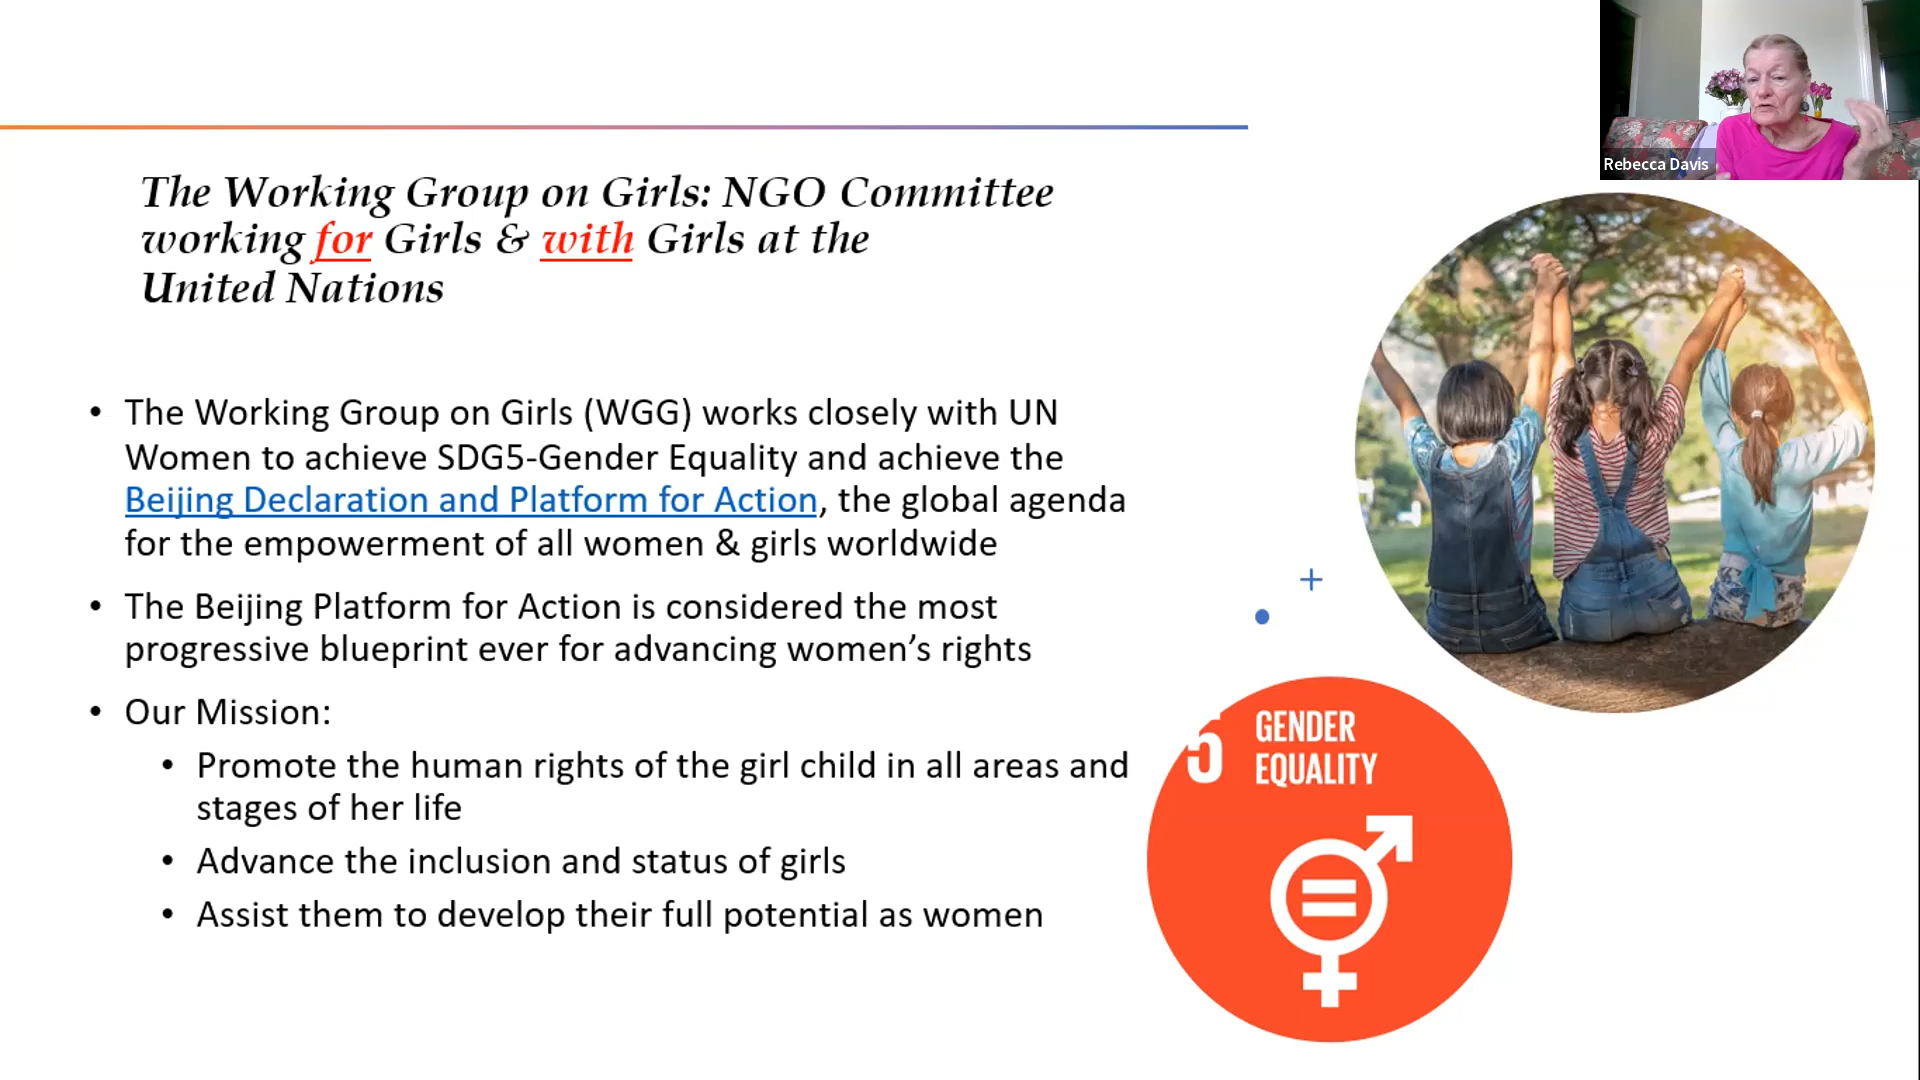 Rebecca Davis
The Working Group on Girls: NGO Committee
working for Girls & with Girls at the
United Nations
• The Working Group on Girls (WGG) works closely with UN
Women to achieve SDG5-Gender Equality and achieve the
Beijing Declaration and Platform for Action, the global agenda
for the empowerment of all women & girls worldwide
• The Beijing Platform for Action is considered the most
progressive blueprint ever for advancing women’s rights
• Our Mission:
• Promote the human rights of the girl child in all areas and
stages of her life
• Advance the inclusion and status of girls
• Assist them to develop their full potential as women
5 GENDER
EQUALITY